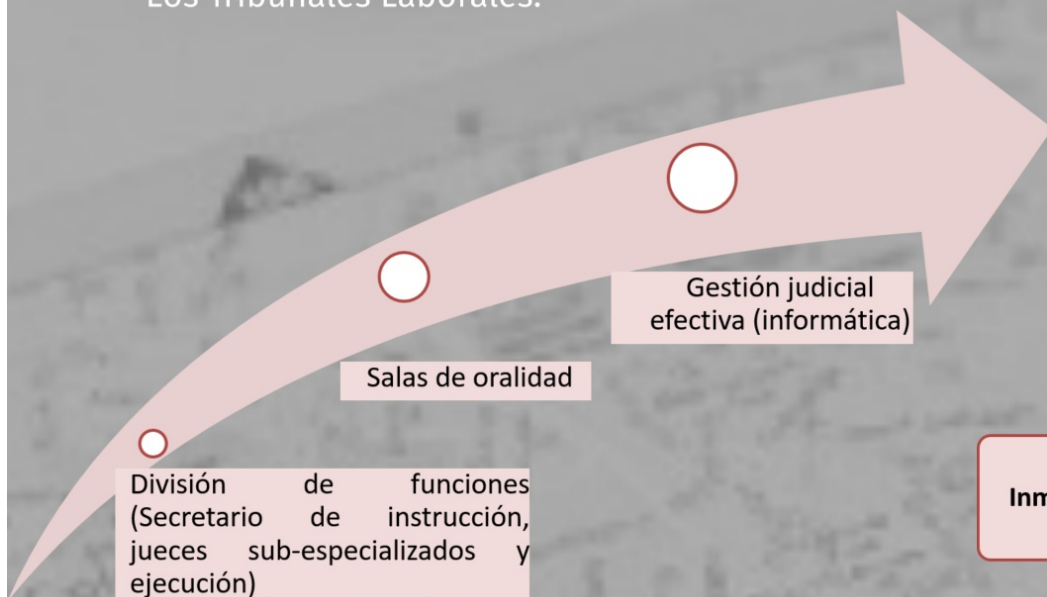 Los Tribunales Laborales.
Gestión judicial
efectiva (informática)
Salas de oralidad
División de funciones
(Secretario de instrucción,
jueces sub-especializados y
ejecución)